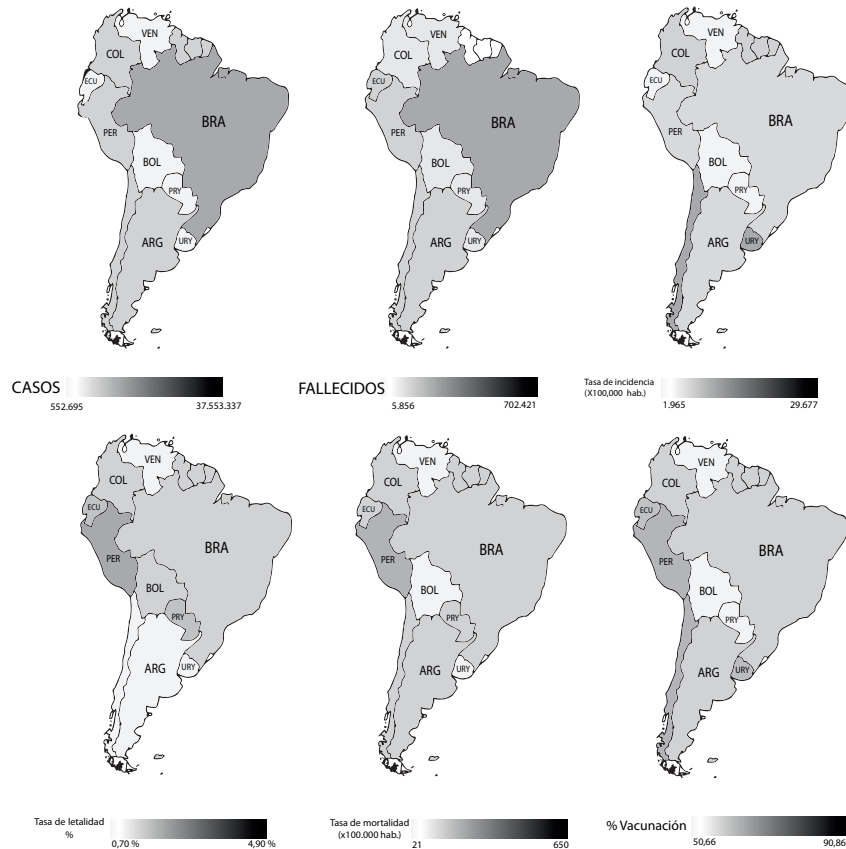 VEN
COL
ECU
PER
BRA
BOL
PRY
ARG
URY
VEN
COL
ECU
PER
BRA
BOL
PRY
ARG
URY
VEN
COL
ECU
PER
BRA
BOL
PRY
ARG
URY
CASOS
552.695 37.553.337
FALLECIDOS
5.856 702.421
Tasa de incidencia
(X100,000 hab.)
1.965 29.677
VEN
COL
ECU
PER
BRA
BOL
PRY
ARG
URY
VEN
COL
ECU
PER
BRA
BOL
PRY
ARG
URY
VEN
COL
ECU
PER
BRA
BOL
PRY
ARG
URY
Tasa de letalidad
%
0,70 % 4,90 %
Tasa de mortalidad
(x100.000 hab.)
21 650
% Vacunación
50,66 90,86